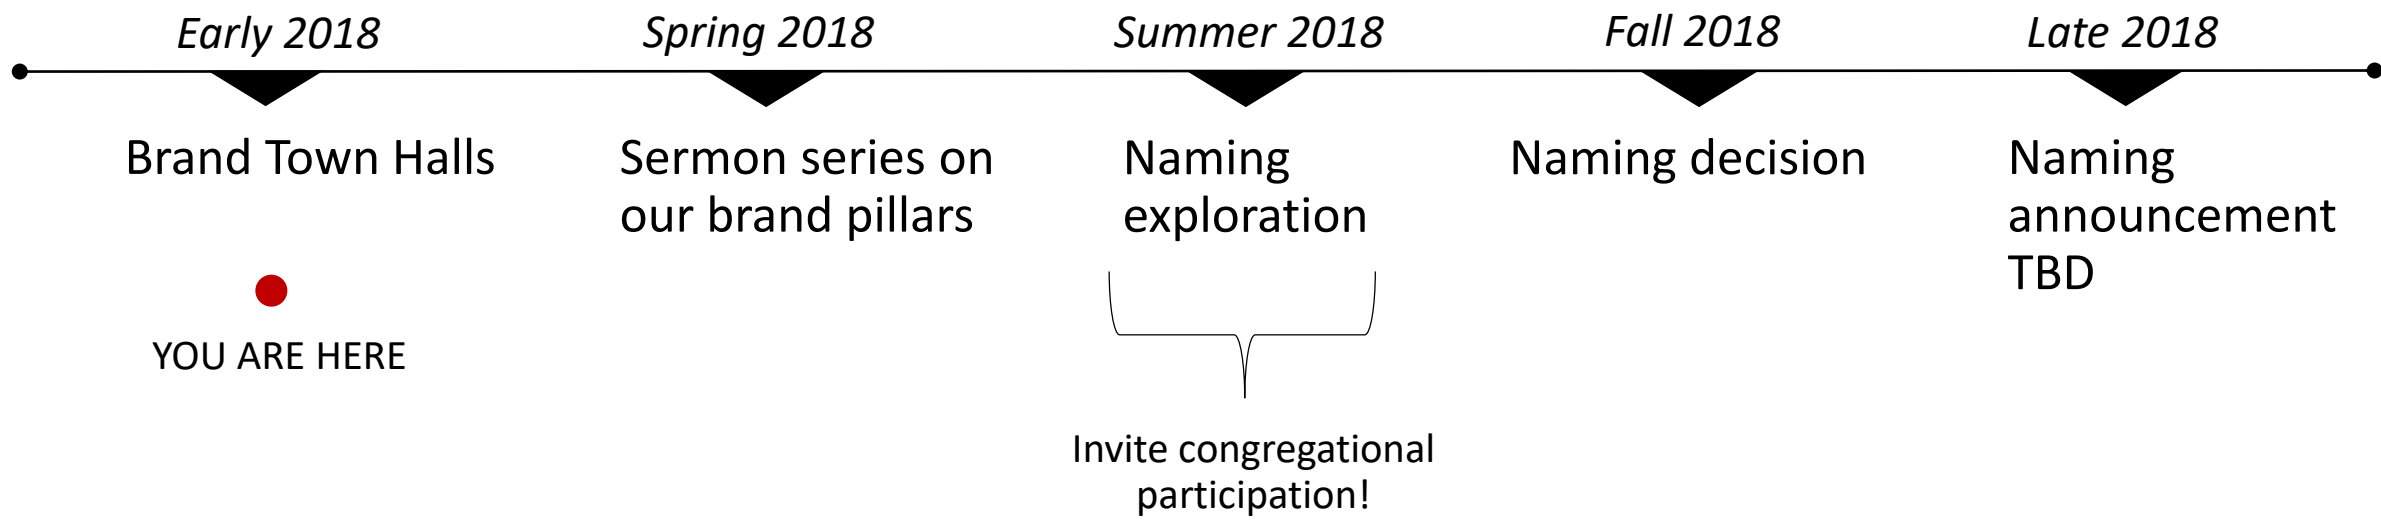 Early 2018
Spring 2018
Summer 2018
Fall 2018
Late 2018
Brand Town Halls
Sermon series on
our brand pillars
Naming
exploration
Naming decision
Naming
announcement
TBD
YOU ARE HERE
Invite congregational
participation!